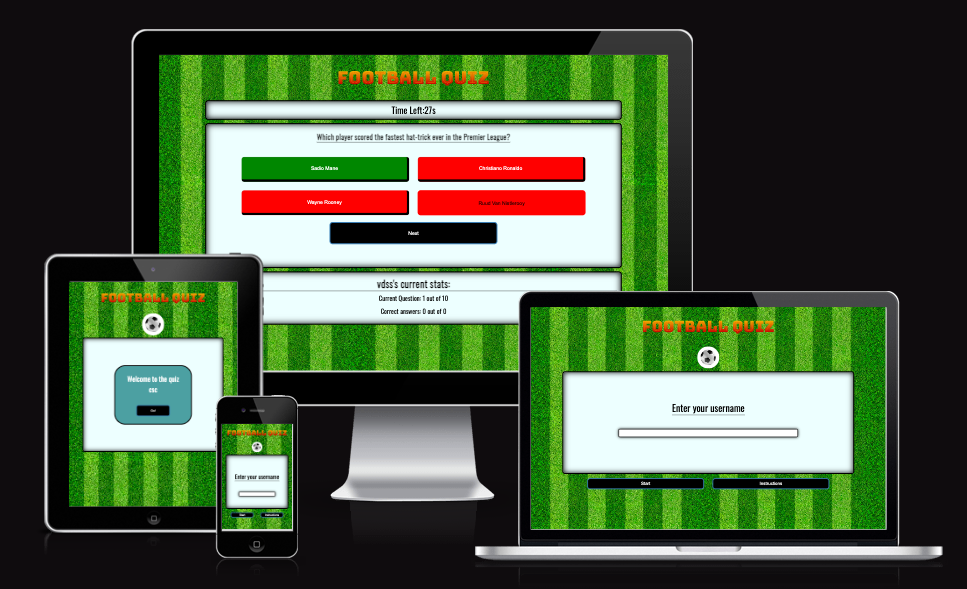 FOOTBALL QUIZ
Time Left:27s
Which player scored the fastest hat-trick ever in the Premier League?
Sadio Mane
Christiano Ronaldo
Wayne Rooney
Ruud Van Nistlerooy
Next
vdss's current stats:
Current Question: 1 out of 10
Correct answers: 0 out of 0
FOOTBALL QUIZ
Welcome to the quiz
esc
Go!
FOOTBALL QUIZ
Enter your username
Start
Instructions
FOOTBALL QUIZ
Enter your username
Start
Instructions